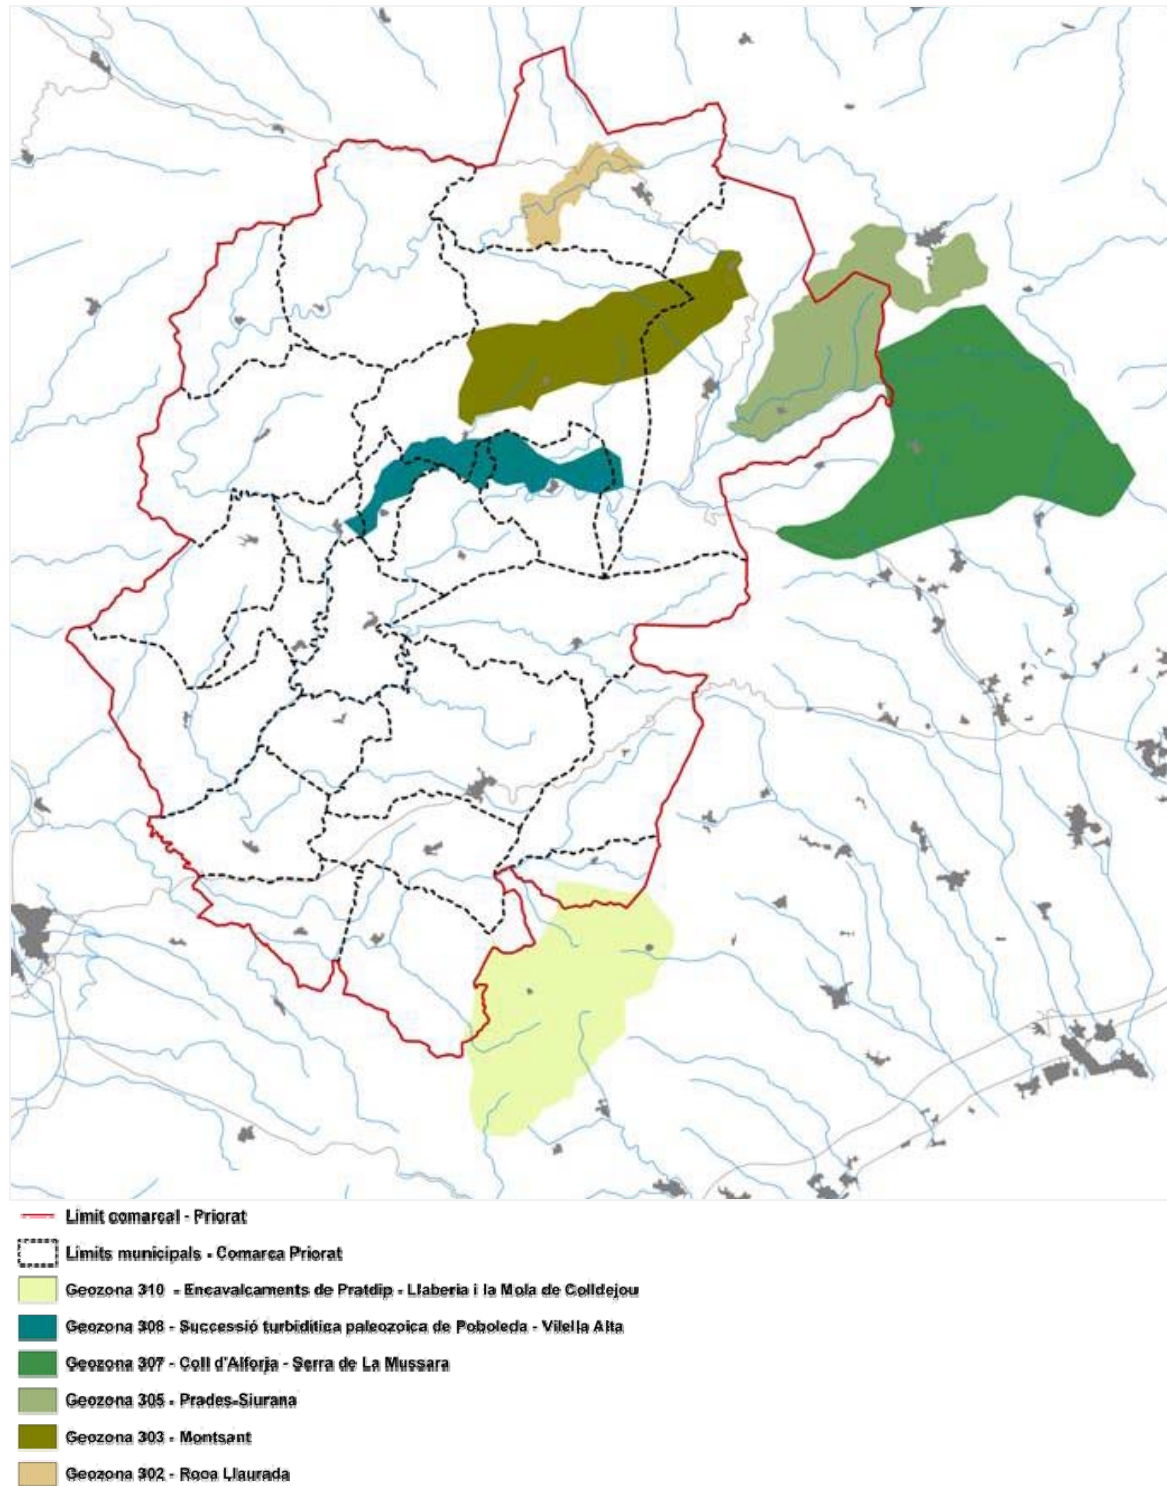 Límit comarcal - Priorat
Límits municipals - Comarca Priorat
Geozona 310 - Encavalcaments de Pratdip - Llaberia i la Mola de Colldejou
Geozona 308 - Successió turbidítica paleozoica de Poboleda - Vilella Alta
Geozona 307 - Coll d'Alforja - Serra de La Mussara
Geozona 305 - Prades-Siurana
Geozona 303 - Montsant
Geozona 302 - Roca Llaurada